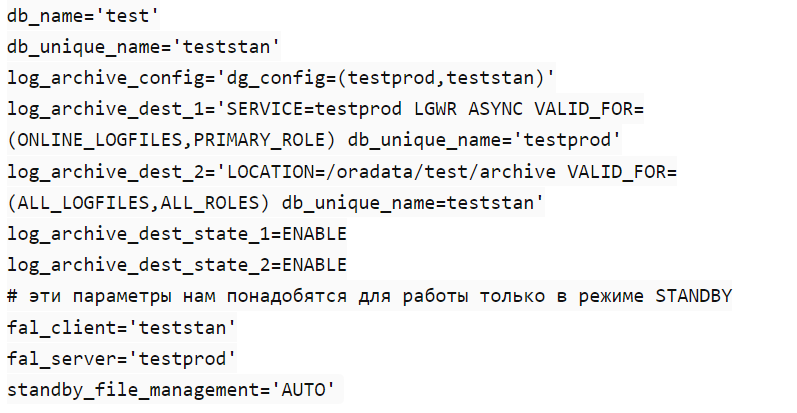 db_name='test'
db_unique_name='teststan'
log_archive_config='dg_config=(testprod,teststan)'
log_archive_dest_1='SERVICE=testprod LGWR ASYNC VALID_FOR=
(ONLINE_LOGFILES,PRIMARY_ROLE) db_unique_name='testprod'
log_archive_dest_2='LOCATION=/oradata/test/archive VALID_FOR=
(ALL_LOGFILES,ALL_ROLES) db_unique_name=teststan'
log_archive_dest_state_1=ENABLE
log_archive_dest_state_2=ENABLE
# эти параметры нам понадобятся для работы только в режиме STANDBY
fal_client='teststan'
fal_server='testprod'
standby_file_management='AUTO'